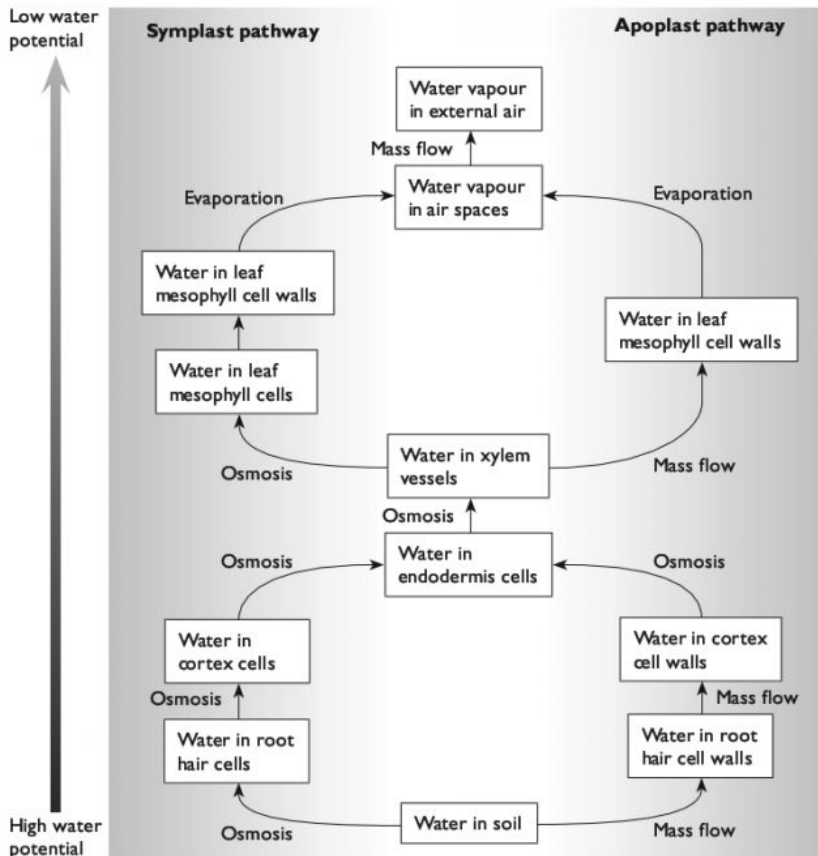 Low water
potential
Symplast pathway
Apoplast pathway
Water vapour
in external air
Mass flow
Water vapour
in air spaces
Evaporation
Evaporation
Water in leaf
mesophyll cell walls
Water in leaf
mesophyll cell walls
Water in leaf
mesophyll cells
Water in xylem
vessels
Osmosis
Mass flow
Osmosis
Water in
endodermis cells
Osmosis
Osmosis
Water in
cortex cells
Water in cortex
cell walls
Osmosis
Mass flow
Water in root
hair cells
Water in root
hair cell walls
High water
potential
Osmosis
Water in soil
Mass flow